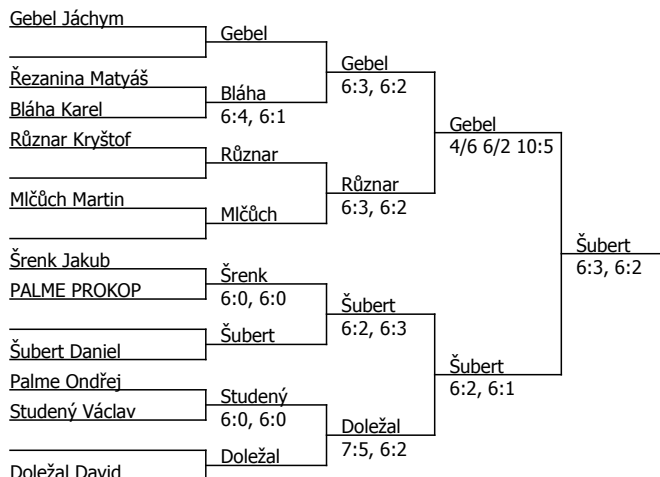 Gebel Jáchym
Gebel
Gebel
6:3, 6:2
Řezanina Matyáš
Bláha
6:4, 6:1
Bláha Karel
Gebel
4/6 6/2 10:5
Různar Kryštof
Různar
Různar
6:3, 6:2
Mlčůch Martin
Mlčůch
Šubert
6:3, 6:2
Šrenk Jakub
Šrenk
6:0, 6:0
PALME PROKOP
Šubert
6:2, 6:3
Šubert
Šubert Daniel
Šubert
6:2, 6:1
Palme Ondřej
Studený
6:0, 6:0
Studený Václav
Doležal
7:5, 6:2
Doležal
Doležal David